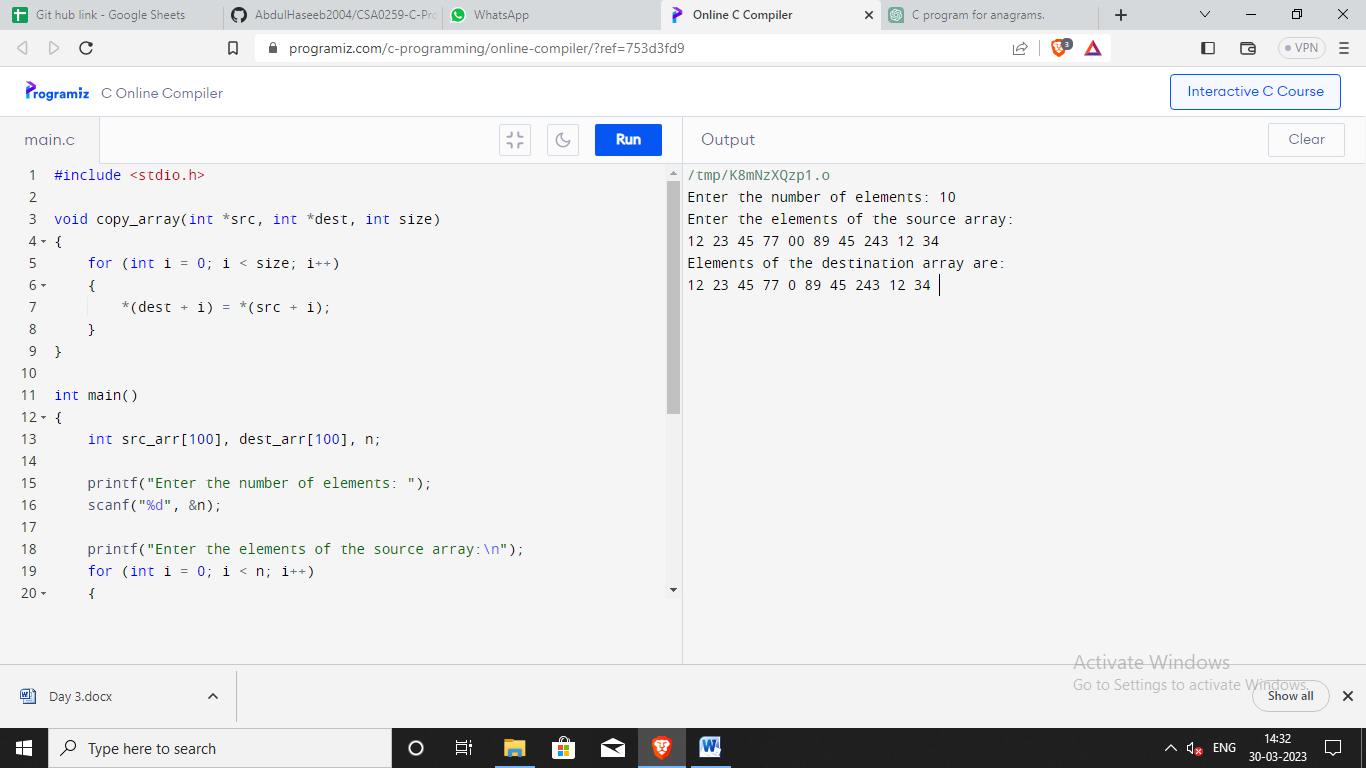 Git hub link - Google Sheets
AbdulHaseeb2004/CSA0259-C-Pro
WhatsApp
Online C Compiler
C program for anagrams.
programiz.com/c-programming/online-compiler/?ref=753d3fd9
3
VPN
Programiz
C Online Compiler
Interactive C Course
main.c
Run
Output
Clear
1 #include <stdio.h>
2
3 void copy_array(int *src, int *dest, int size)
4 {
5     for (int i = 0; i < size; i++)
6     {
7         *(dest + i) = *(src + i);
8     }
9 }
10
11 int main()
12 {
13     int src_arr[100], dest_arr[100], n;
14
15     printf("Enter the number of elements: ");
16     scanf("%d", &n);
17
18     printf("Enter the elements of the source array:\n");
19     for (int i = 0; i < n; i++)
20     {
/tmp/K8mNzXQzp1.o
Enter the number of elements: 10
Enter the elements of the source array:
12 23 45 77 00 89 45 243 12 34
Elements of the destination array are:
12 23 45 77 0 89 45 243 12 34
Activate Windows
Go to Settings to activate Windows.
Day 3.docx
Show all
Type here to search
ENG
14:32
30-03-2023